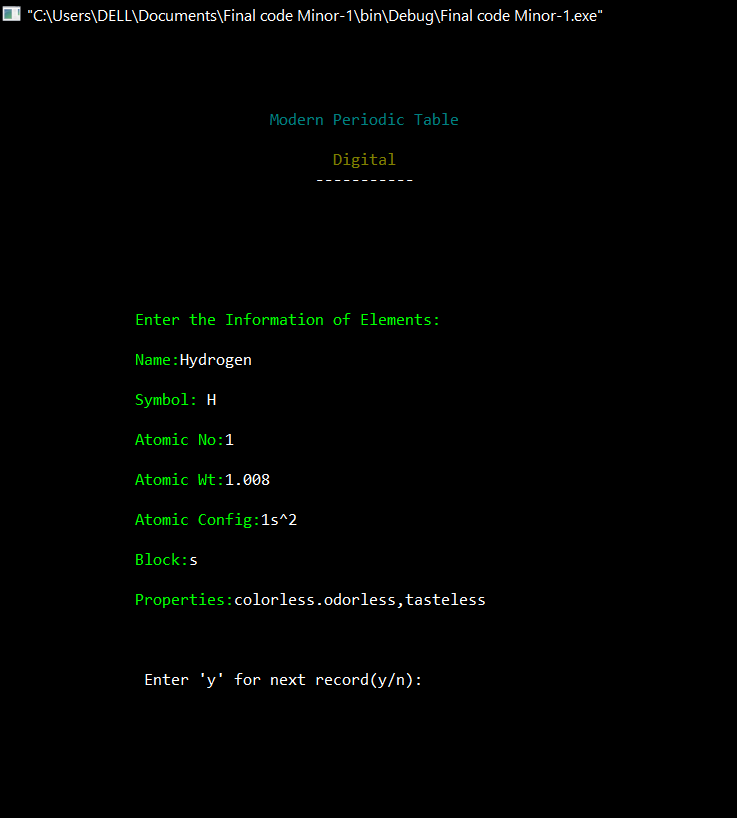 "C:\Users\DELL\Documents\Final code Minor-1\bin\Debug\Final code Minor-1.exe"
Modern Periodic Table
Digital
-----------
Enter the Information of Elements:
Name:Hydrogen
Symbol: H
Atomic No:1
Atomic Wt:1.008
Atomic Config:1s^2
Block:s
Properties:colorless.odorless,tasteless
Enter 'y' for next record(y/n):